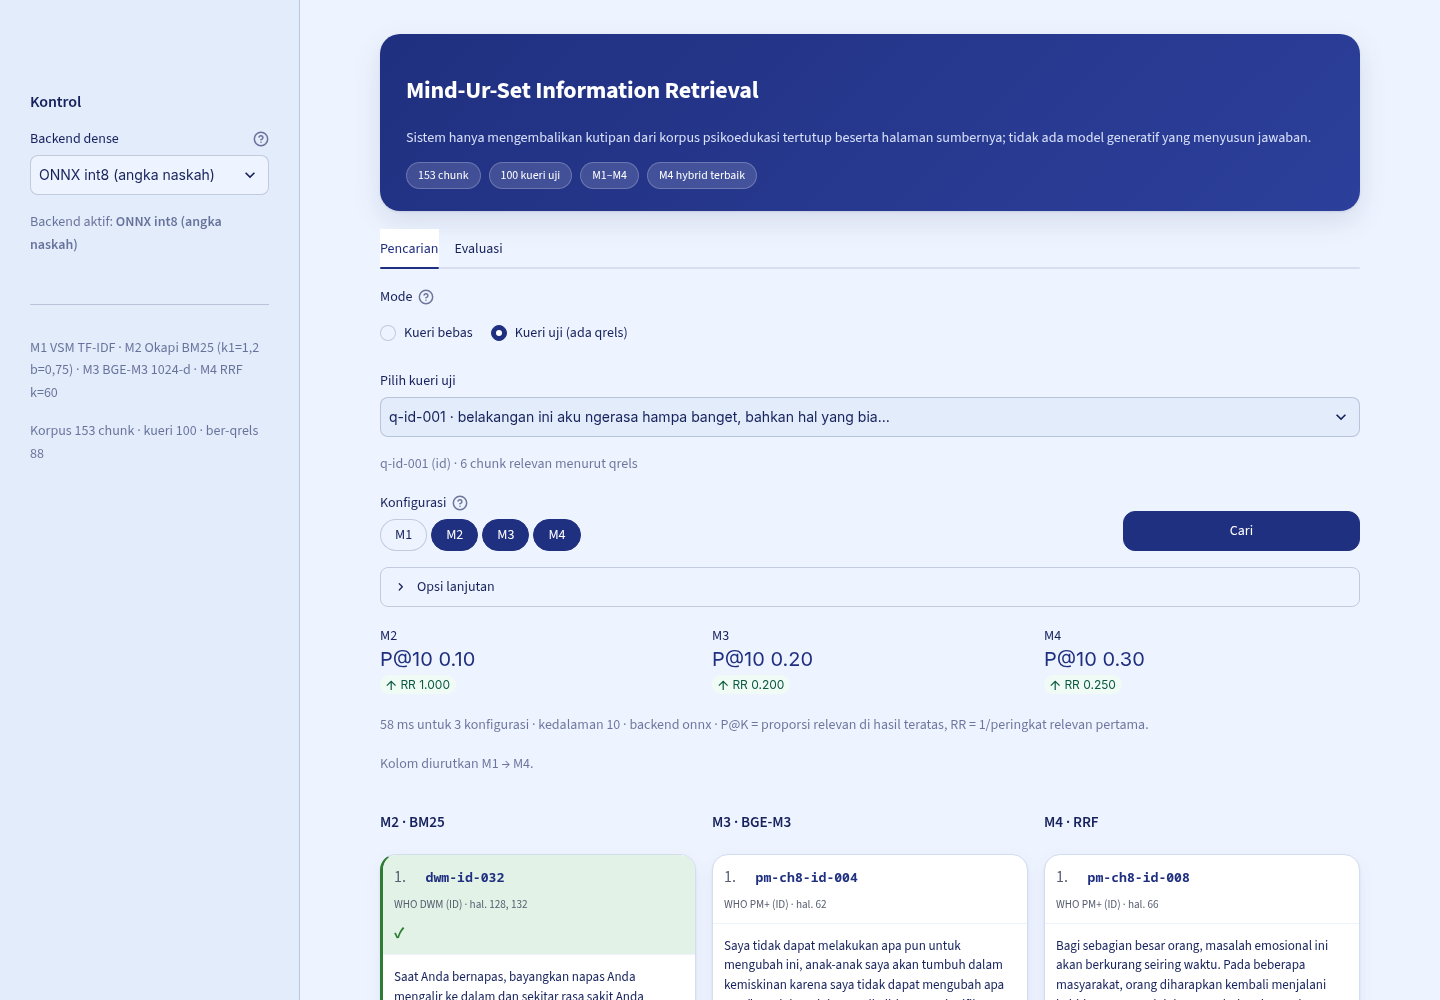 Kontrol
Backend dense
ONNX int8 (angka naskah)
Backend aktif: ONNX int8 (angka
naskah)
M1 VSM TF-IDF · M2 Okapi BM25 (k1=1,2
b=0,75) · M3 BGE-M3 1024-d · M4 RRF
k=60
Korpus 153 chunk · kueri 100 · ber-qrels
88
Mind-Ur-Set Information Retrieval
Sistem hanya mengembalikan kutipan dari korpus psikoedukasi tertutup beserta halaman sumbernya; tidak ada model generatif yang menyusun jawaban.
153 chunk
100 kueri uji
M1–M4
M4 hybrid terbaik
Pencarian
Evaluasi
Mode
Kueri bebas
Kueri uji (ada qrels)
Pilih kueri uji
q-id-001 · belakangan ini aku ngerasa hampa banget, bahkan hal yang bia...
q-id-001 (id) · 6 chunk relevan menurut qrels
Konfigurasi
M1
M2
M3
M4
Cari
Opsi lanjutan
M2
P@10 0.10
↑ RR 1.000
M3
P@10 0.20
↑ RR 0.200
M4
P@10 0.30
↑ RR 0.250
58 ms untuk 3 konfigurasi · kedalaman 10 · backend onnx · P@K = proporsi relevan di hasil teratas, RR = 1/peringkat relevan pertama.
Kolom diurutkan M1 → M4.
M2 · BM25
1. dwm-id-032
WHO DWM (ID) · hal. 128, 132
✓
Saat Anda bernapas, bayangkan napas Anda
mengalir ke dalam dan sekitar rasa sakit Anda
M3 · BGE-M3
1. pm-ch8-id-004
WHO PM+ (ID) · hal. 62
Saya tidak dapat melakukan apa pun untuk
mengubah ini, anak-anak saya akan tumbuh dalam
kemiskinan karena saya tidak dapat mengubah apa
M4 · RRF
1. pm-ch8-id-008
WHO PM+ (ID) · hal. 66
Bagi sebagian besar orang, masalah emosional ini
akan berkurang seiring waktu. Pada beberapa
masyarakat, orang diharapkan kembali menjalani